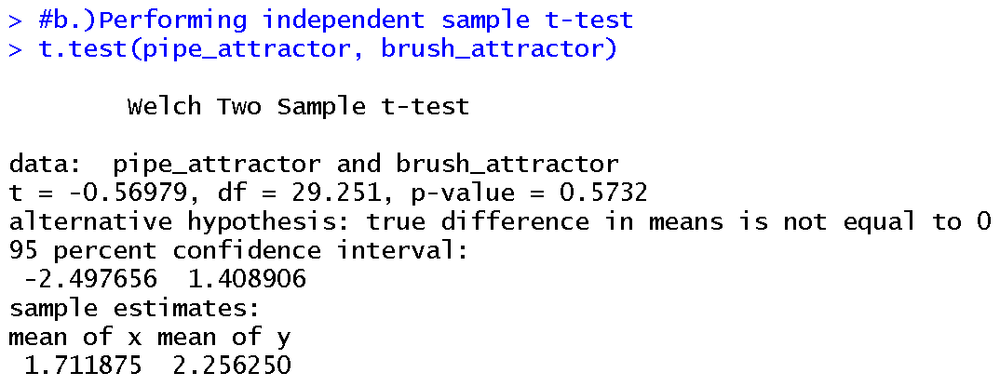 > #b.)Performing independent sample t-test
> t.test(pipe_attractor, brush_attractor)
Welch Two Sample t-test
data:  pipe_attractor and brush_attractor
t = -0.56979, df = 29.251, p-value = 0.5732
alternative hypothesis: true difference in means is not equal to 0
95 percent confidence interval:
-2.497656  1.408906
sample estimates:
mean of x mean of y
1.711875  2.256250